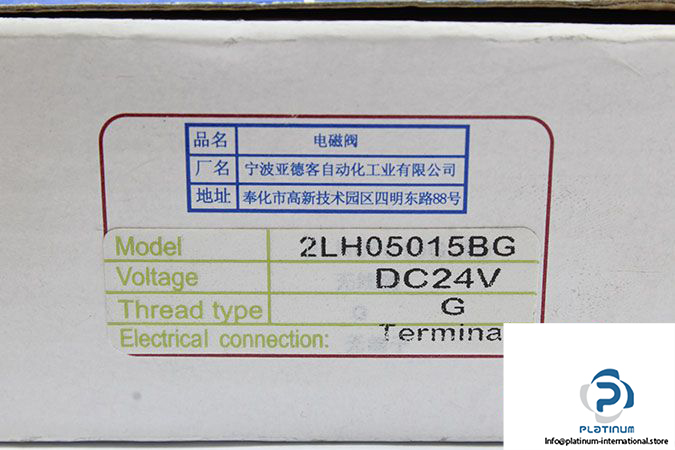 品名 电磁阀
厂名 宁波亚德客自动化工业有限公司
地址 奉化市高新技术园区四明东路88号
Model 2LH05015BG
Voltage DC24V
Thread type G
Electrical connection: Termina
PLATINUM
Info@platinum-international.store